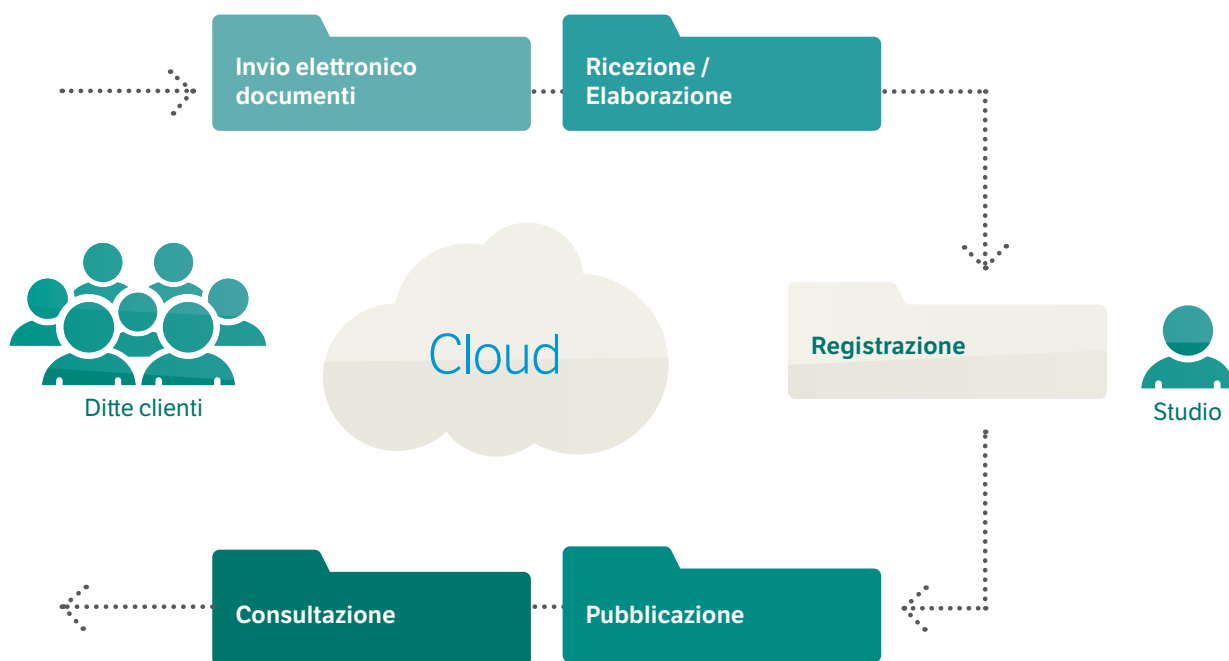 Invio elettronico
documenti
Ricezione /
Elaborazione
Ditte clienti
Cloud
Registrazione
Studio
Consultazione
Pubblicazione